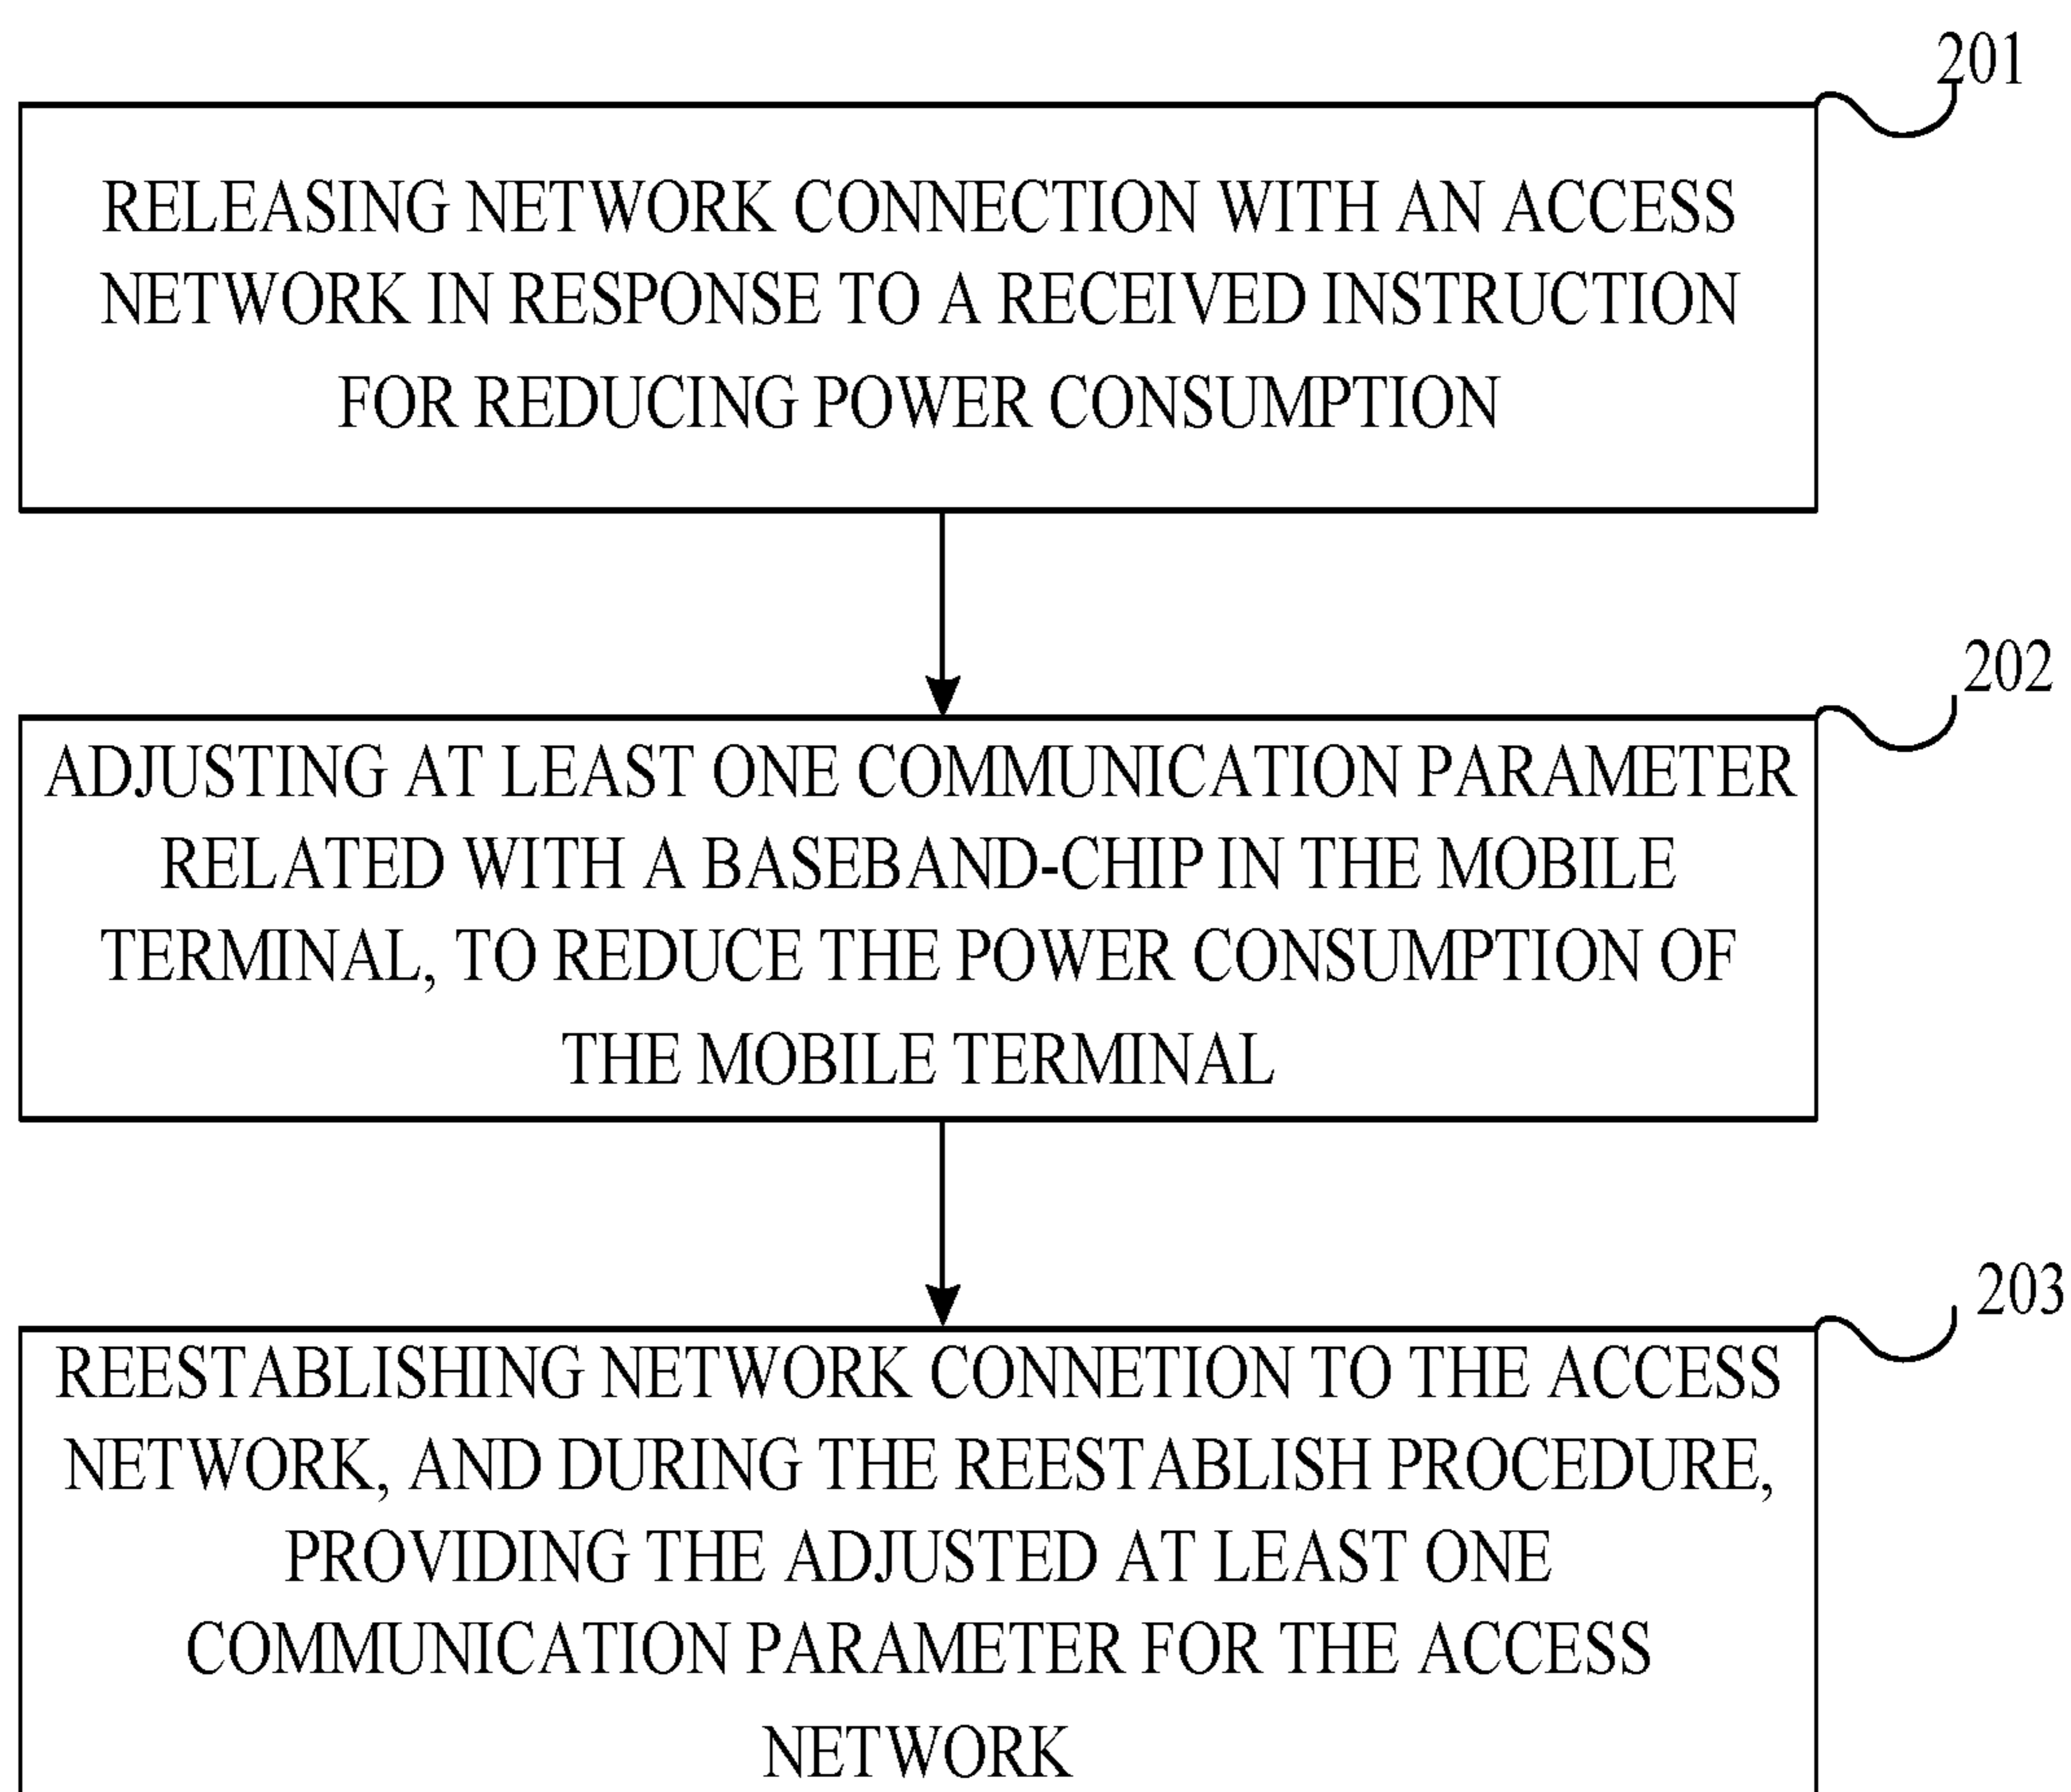 201
RELEASING NETWORK CONNECTION WITH AN ACCESS
NETWORK IN RESPONSE TO A RECEIVED INSTRUCTION
FOR REDUCING POWER CONSUMPTION
202
ADJUSTING AT LEAST ONE COMMUNICATION PARAMETER
RELATED WITH A BASEBAND-CHIP IN THE MOBILE
TERMINAL, TO REDUCE THE POWER CONSUMPTION OF
THE MOBILE TERMINAL
203
REESTABLISHING NETWORK CONNETION TO THE ACCESS
NETWORK, AND DURING THE REESTABLISH PROCEDURE,
PROVIDING THE ADJUSTED AT LEAST ONE
COMMUNICATION PARAMETER FOR THE ACCESS
NETWORK